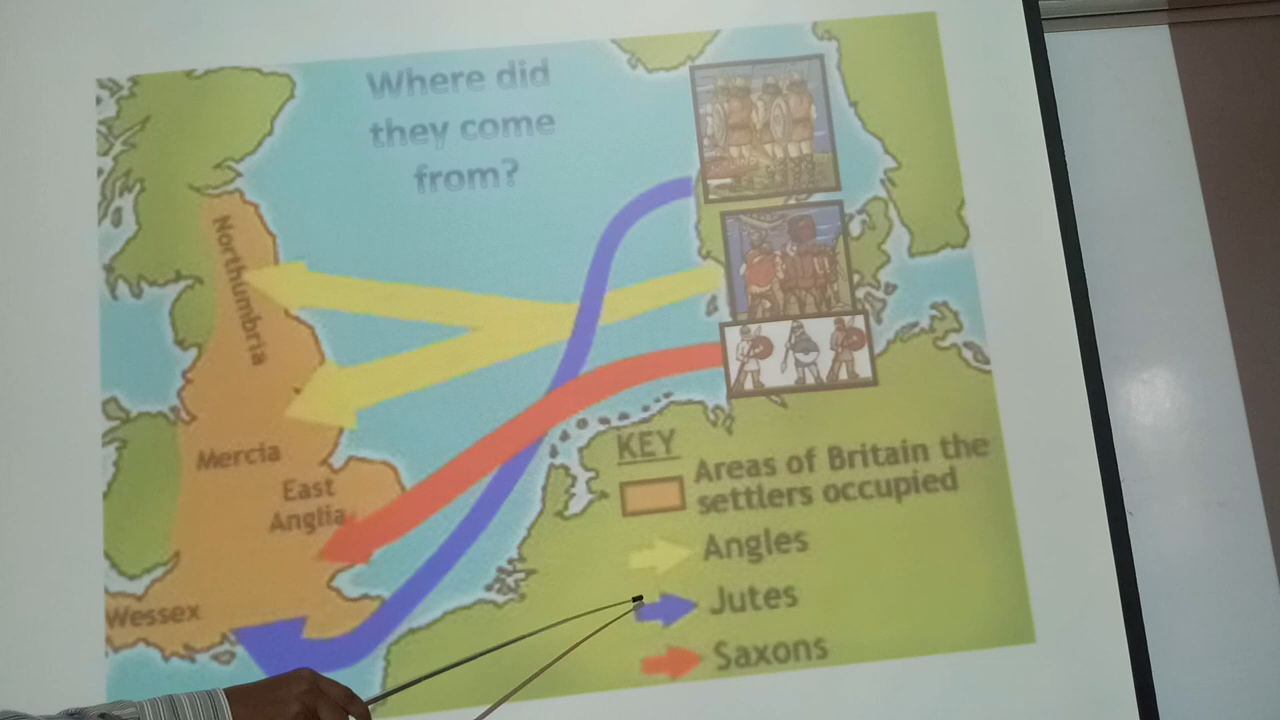 Where did
they come
from?
Northumbria
Mercia
East
Anglia
Wessex
KEY
Areas of Britain the
settlers occupied
Angles
Jutes
Saxons